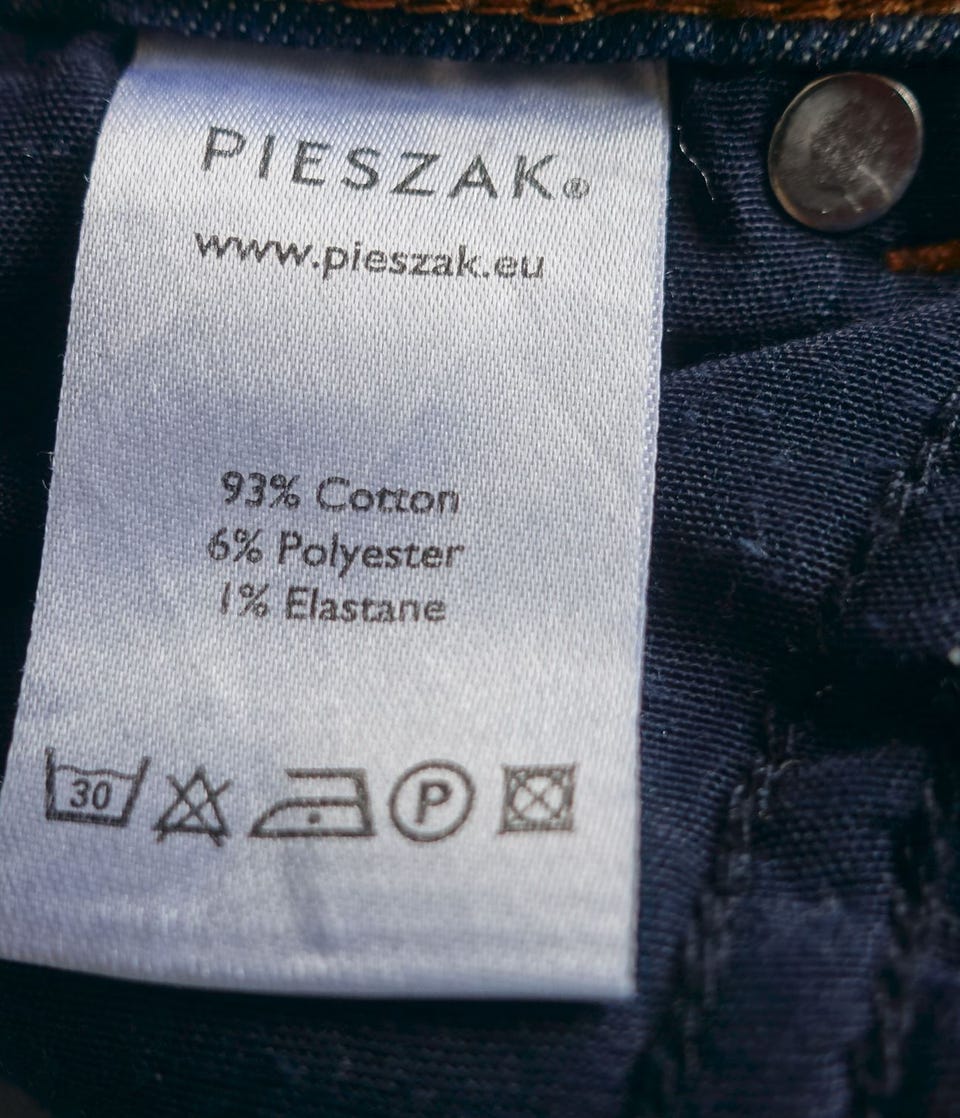 PIESZAK®
www.pieszak.eu
93% Cotton
6% Polyester
1% Elastane
30
P